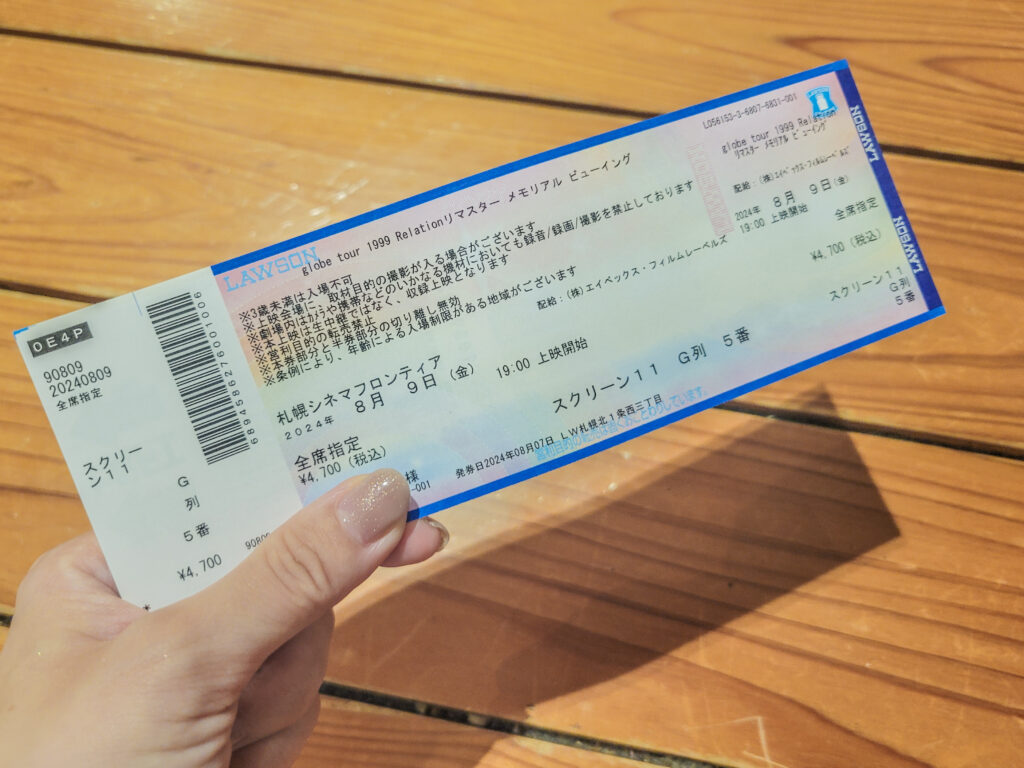 0E4P
90809
20240809
全席指定
スクリー
ン11
G
列
5番
¥4,700
689458627601006
LAWSON
globe tour 1999 Relationリマスター メモリアル ビューイング
※3歳未満は入場不可
※上映会場に、取材目的の撮影が入る場合がございます
※劇場内はカメラや携帯などのいかなる機材においても録音/録画/撮影を禁止しております
※本上映は生中継ではなく、収録上映となります
※営利目的の転売禁止
※本券部分と半券部分の切り離し無効
※条例により、年齢による入場制限がある地域がございます
配給:(株)エイベックス・フィルムレーベルズ
札幌シネマフロンティア
2024年 8月 9日(金) 19:00 上映開始
スクリーン11 G列 5番
全席指定
¥4,700(税込)
様
-001
発券日2024年08月07日 LW札幌北1条西三丁目
L056153-3-6807-6831-001
globe tour 1999 Relation
リマスター メモリアル ビューイング
配給:(株)エイベックス・フィルムレーベルズ
2024年 8月 9日(金)
19:00 上映開始
全席指定
¥4,700(税込)
スクリーン11
G列
5番
LAWSON
LAWSON